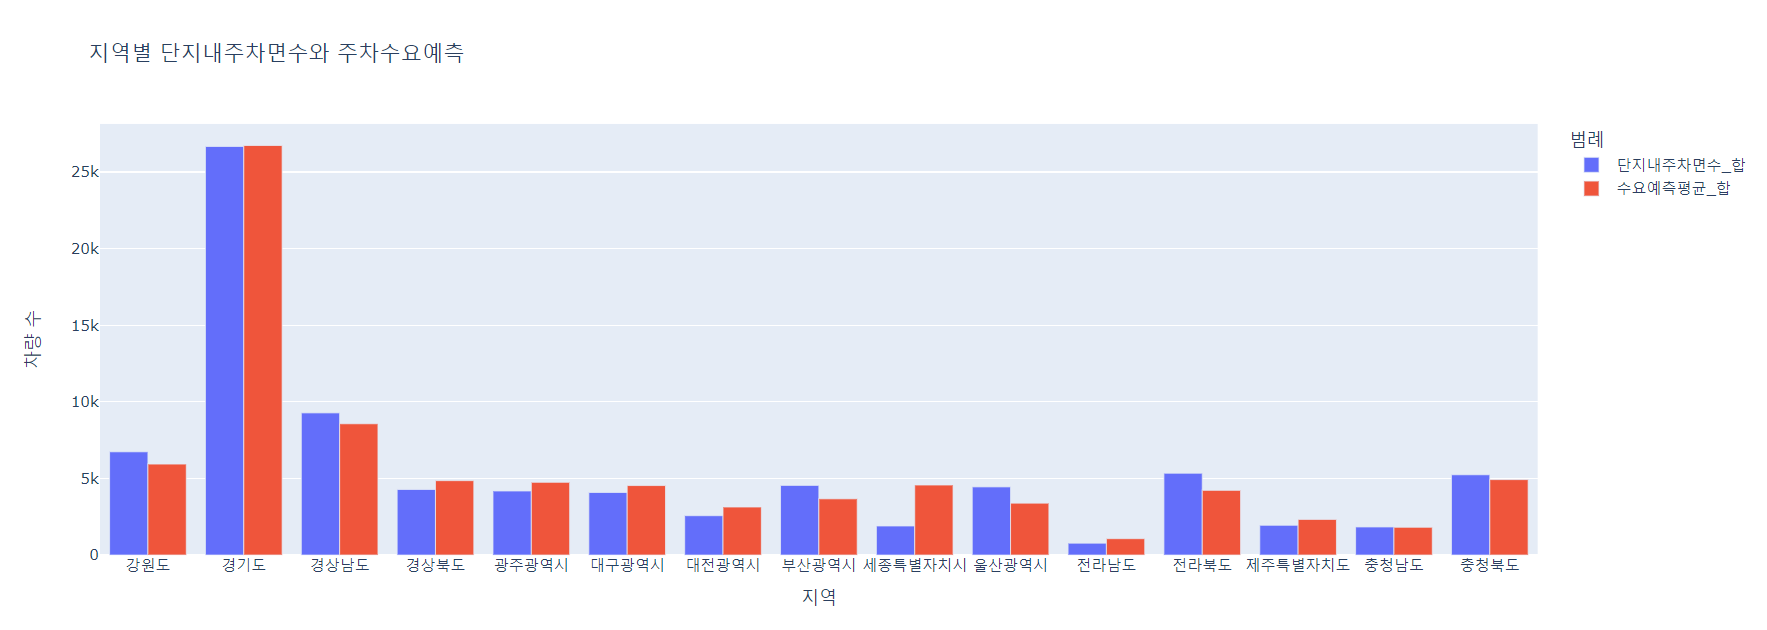 지역별 단지내주차면수와 주차수요예측
범례
단지내주차면수_합
수요예측평균_합
차량 수
25k
20k
15k
10k
5k
0
강원도 경기도 경상남도 경상북도 광주광역시 대구광역시 대전광역시 부산광역시 세종특별자치시 울산광역시 전라남도 전라북도 제주특별자치도 충청남도 충청북도
지역